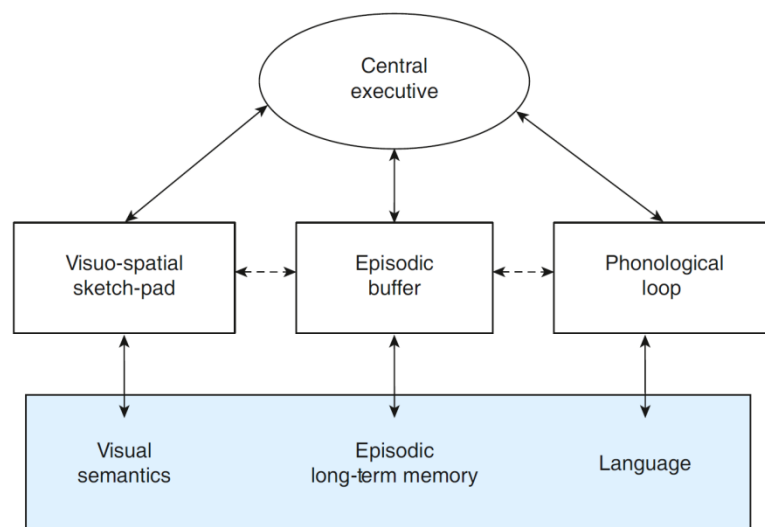 Central
executive
Visuo-spatial
sketch-pad
Episodic
buffer
Phonological
loop
Visual
semantics
Episodic
long-term memory
Language